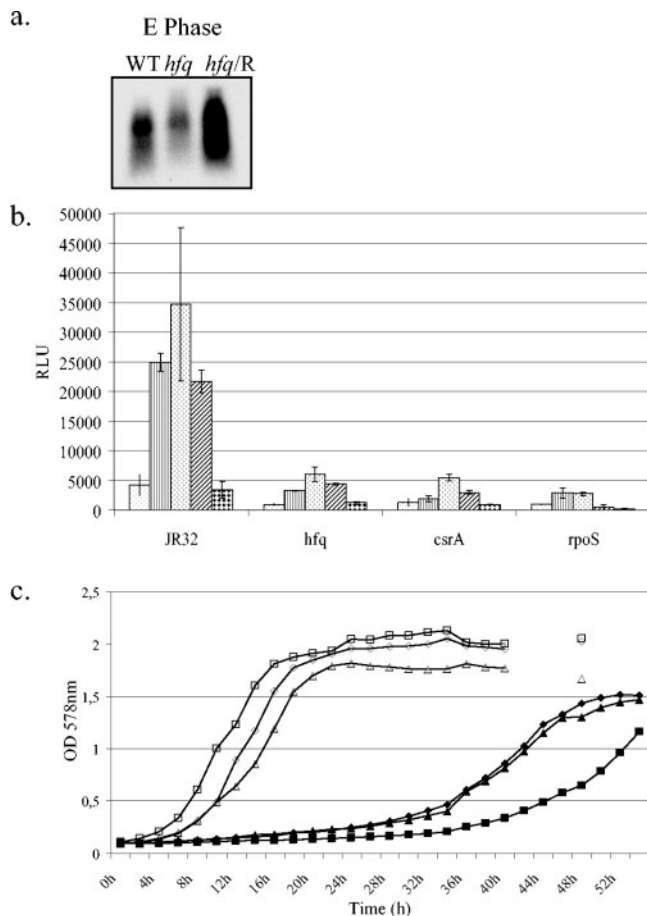 a.
E Phase
WT hfq hfq/R
b.
50000
45000
40000
35000
30000
25000
20000
15000
10000
5000
0
RLU
JR32 hfq csrA rpoS
c.
2,5
2
1,5
1
0,5
0
OD 578nm
0h 4h 8h 12h 16h 20h 24h 28h 32h 36h 40h 44h 48h 52h
Time (h)